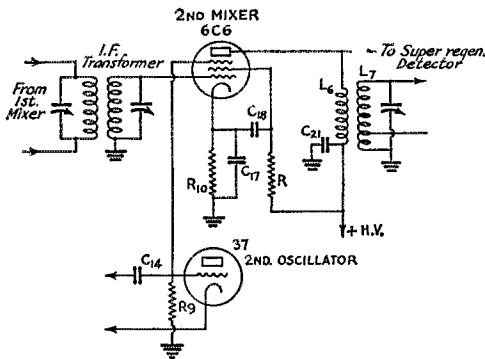 2ND MIXER
6C6
I.F.
Transformer
From
1st.
Mixer
To Super regen.
Detector
L6
L7
C18
C21
R10
C17
R
+ H.V.
37
2ND. OSCILLATOR
C14
R9